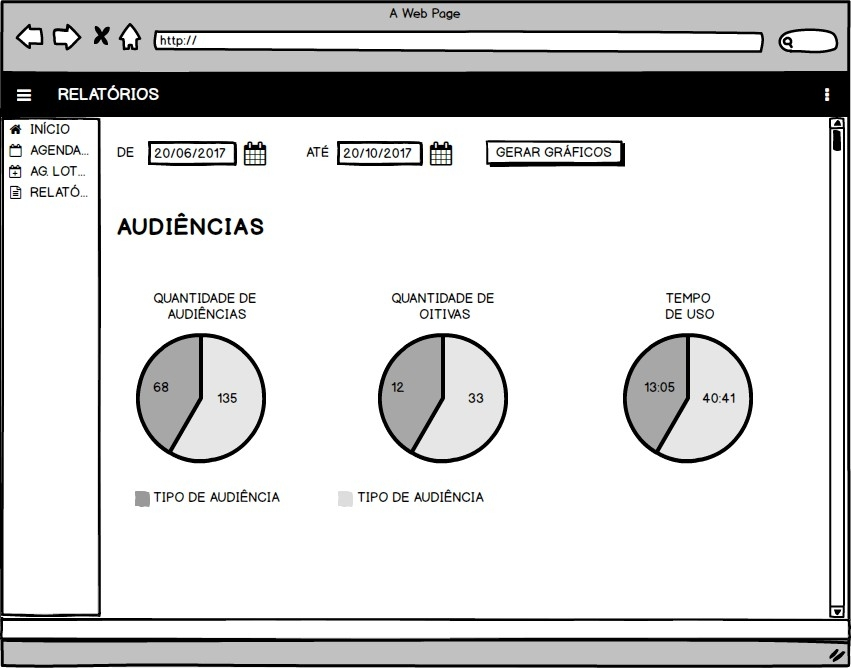 A Web Page
http://
RELATÓRIOS
INÍCIO
AGENDA...
AG. LOT...
RELATÓ...
DE 20/06/2017 ATÉ 20/10/2017 GERAR GRÁFICOS
AUDIÊNCIAS
QUANTIDADE DE
AUDIÊNCIAS
68
135
QUANTIDADE DE
OITIVAS
12
33
TEMPO
DE USO
13:05
40:41
TIPO DE AUDIÊNCIA
TIPO DE AUDIÊNCIA